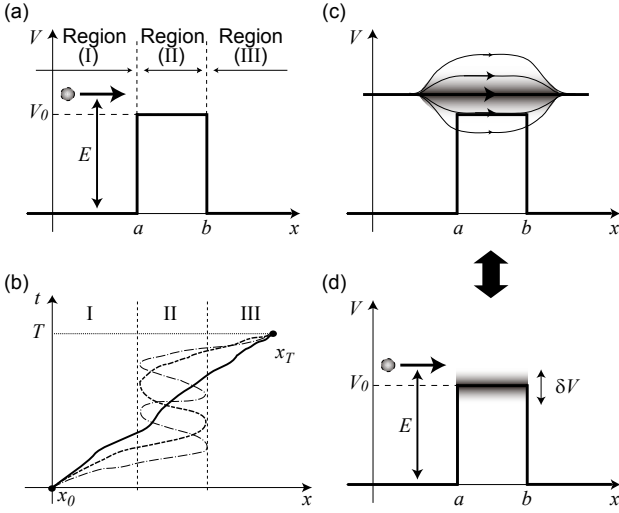 (a)
V
Region (I)
Region (II)
Region (III)
V0
E
a
b
x
(b)
t
I
II
III
T
xT
x0
x
(c)
V
a
b
x
(d)
V
V0
δV
E
a
b
x